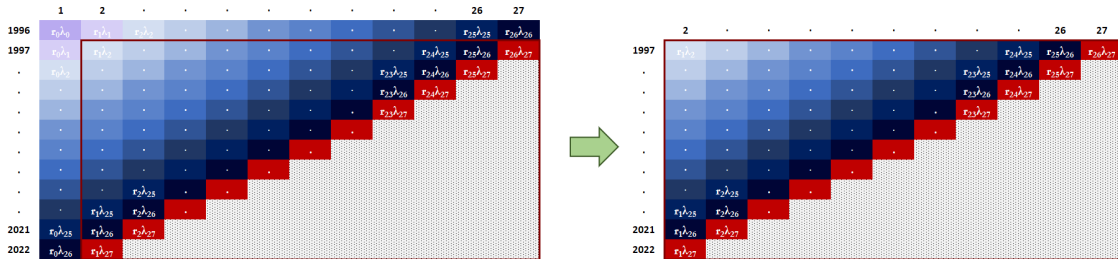 1 2 · · · · · · · · 26 27
1996 r₀λ₀ r₁λ₁ r₂λ₂ · · · · · · · r₂₅λ₂₅ r₂₆λ₂₆
1997 r₀λ₁ r₁λ₂ · · · · · · · r₂₄λ₂₅ r₂₅λ₂₆ r₂₆λ₂₇
· r₀λ₂ · · · · · · · r₂₃λ₂₅ r₂₄λ₂₆ r₂₅λ₂₇
· · · · · · · · · r₂₃λ₂₆ r₂₄λ₂₇
· · · · · · · · · r₂₃λ₂₇
· · · · · · · · ·
· · · · · · · ·
· · · · · · ·
· · · r₂λ₂₅ · ·
· · r₁λ₂₅ r₂λ₂₆ ·
2021 r₀λ₂₅ r₁λ₂₆ r₂λ₂₇
2022 r₀λ₂₆ r₁λ₂₇
2 · · · · · · · · 26 27
1997 r₁λ₂ · · · · · · · r₂₄λ₂₅ r₂₅λ₂₆ r₂₆λ₂₇
· · · · · · · · r₂₃λ₂₅ r₂₄λ₂₆ r₂₅λ₂₇
· · · · · · · · r₂₃λ₂₆ r₂₄λ₂₇
· · · · · · · · r₂₃λ₂₇
· · · · · · · ·
· · · · · · ·
· · · · · ·
· · r₂λ₂₅ · ·
· r₁λ₂₅ r₂λ₂₆ ·
2021 r₁λ₂₆ r₂λ₂₇
2022 r₁λ₂₇